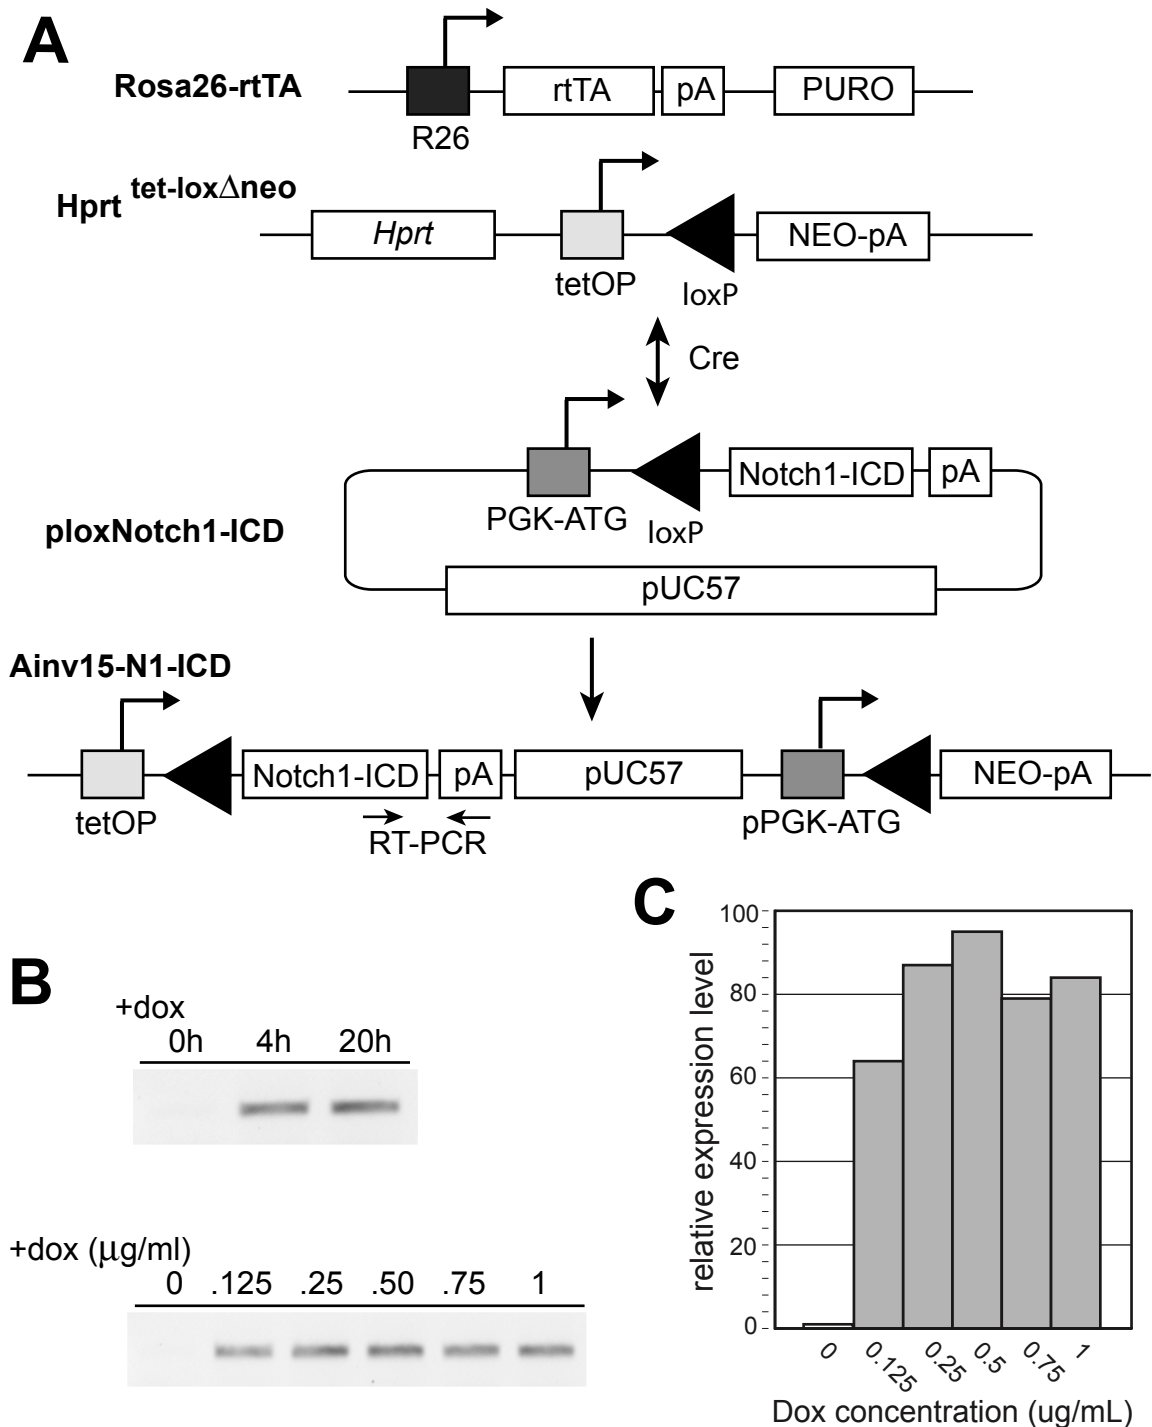 A
Rosa26-rtTA
rtTA
pA
PURO
R26
Hprt tet-loxΔneo
Hprt
NEO-pA
tetOP
loxP
Cre
Notch1-ICD
pA
PGK-ATG
loxP
ploxNotch1-ICD
pUC57
Ainv15-N1-ICD
Notch1-ICD
pA
pUC57
NEO-pA
tetOP
pPGK-ATG
RT-PCR
B
+dox
0h 4h 20h
+dox (μg/ml)
0 .125 .25 .50 .75 1
C
relative expression level
100
80
60
40
20
0
0 0.125 0.25 0.5 0.75 1
Dox concentration (ug/mL)